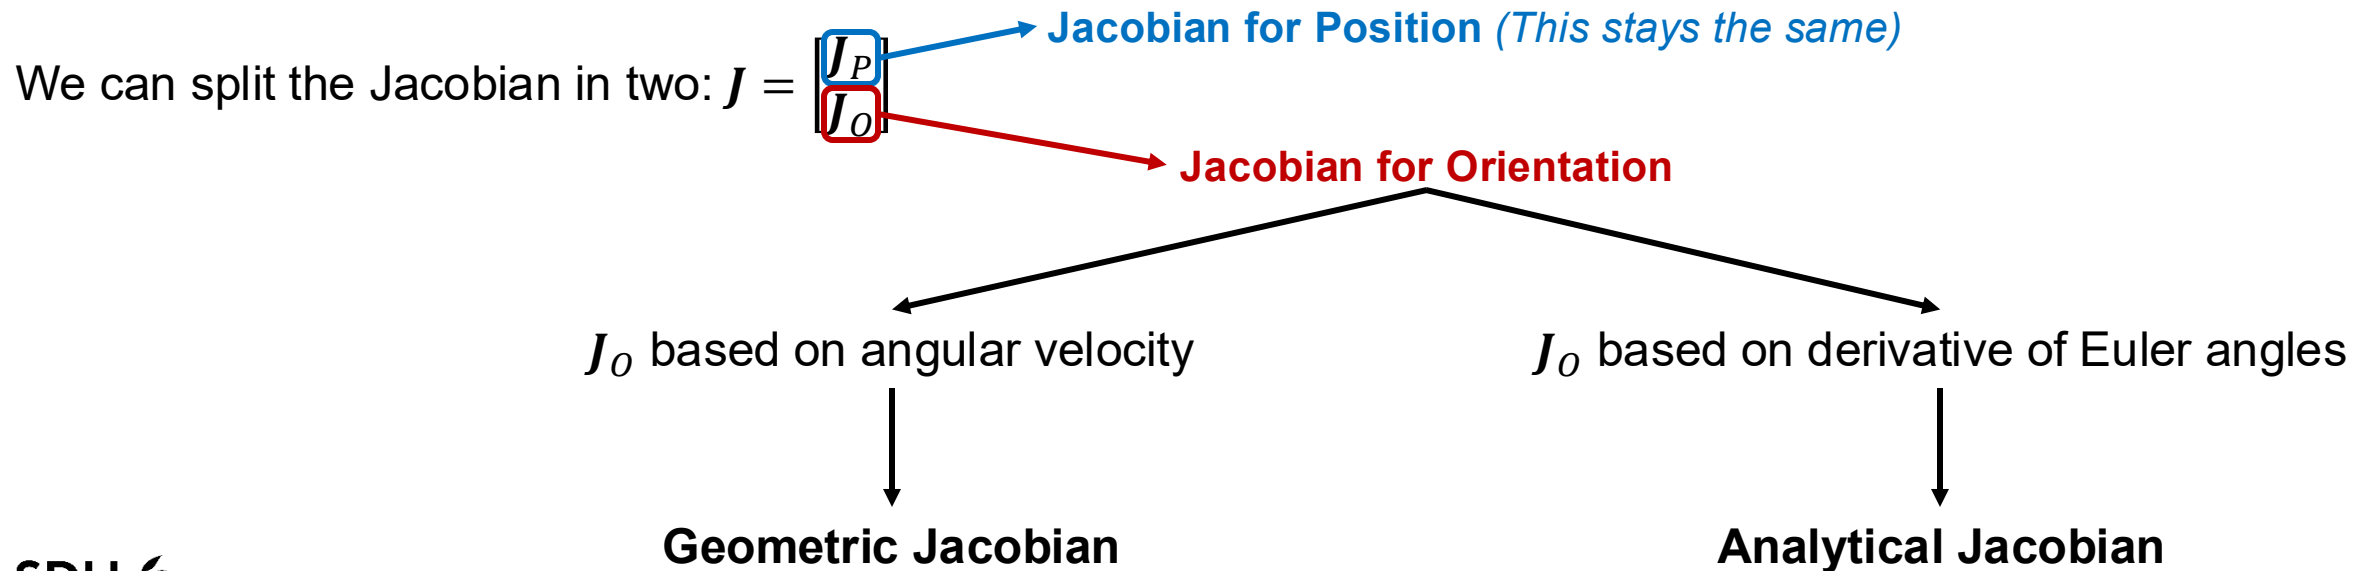 Jacobian for Position (This stays the same)
We can split the Jacobian in two: J = [J_P
J_O]
Jacobian for Orientation
J_O based on angular velocity
J_O based on derivative of Euler angles
Geometric Jacobian
Analytical Jacobian
SDU